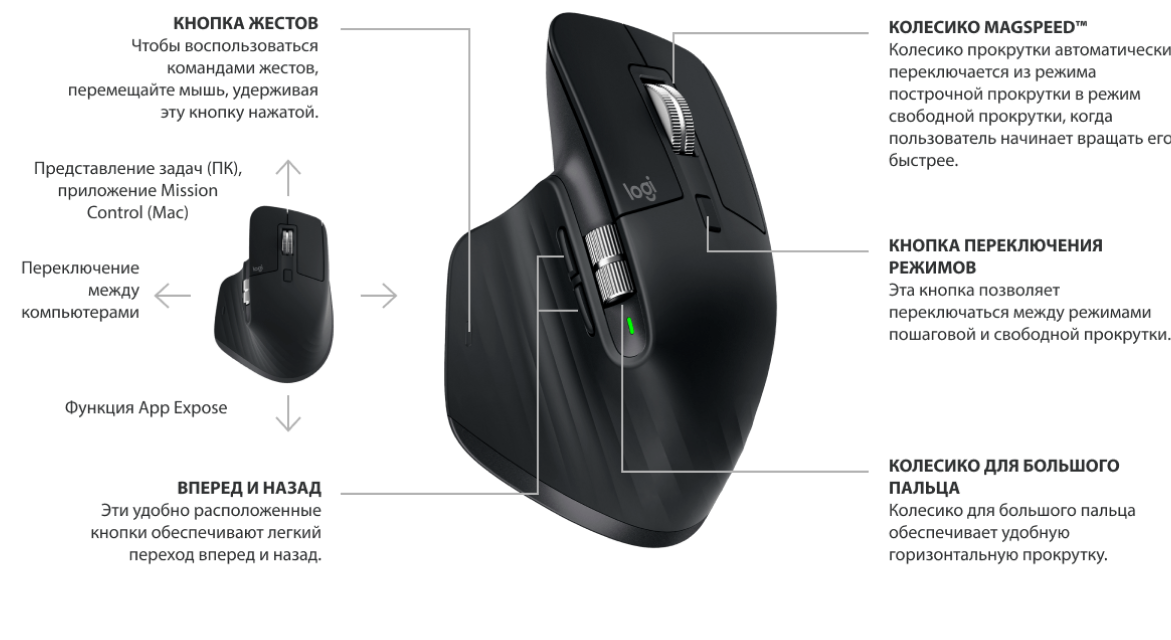 КНОПКА ЖЕСТОВ
Чтобы воспользоваться
командами жестов,
перемещайте мышь, удерживая
эту кнопку нажатой.
Представление задач (ПК),
приложение Mission
Control (Mac)
Переключение
между
компьютерами
Функция App Expose
ВПЕРЕД И НАЗАД
Эти удобно расположенные
кнопки обеспечивают легкий
переход вперед и назад.
logi
logi
КОЛЕСИКО MAGSPEED™
Колесико прокрутки автоматически
переключается из режима
построчной прокрутки в режим
свободной прокрутки, когда
пользователь начинает вращать его
быстрее.
КНОПКА ПЕРЕКЛЮЧЕНИЯ
РЕЖИМОВ
Эта кнопка позволяет
переключаться между режимами
пошаговой и свободной прокрутки.
КОЛЕСИКО ДЛЯ БОЛЬШОГО
ПАЛЬЦА
Колесико для большого пальца
обеспечивает удобную
горизонтальную прокрутку.